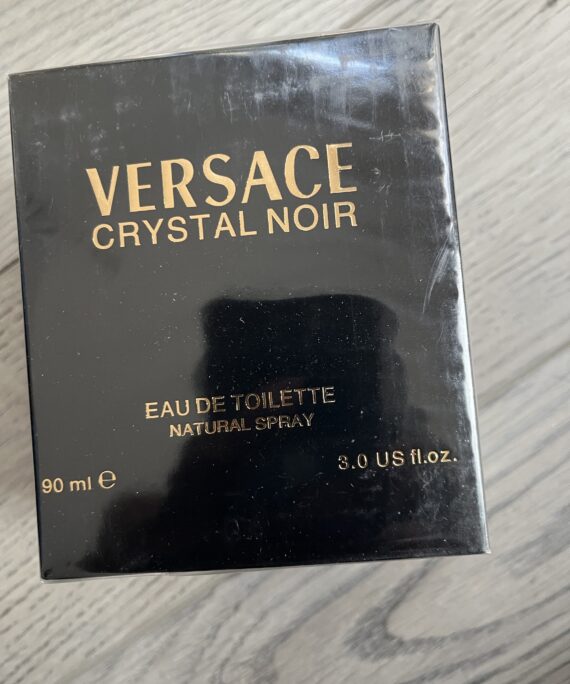 VERSACE
CRYSTAL NOIR
EAU DE TOILETTE
NATURAL SPRAY
90 ml ℮
3.0 US fl.oz.